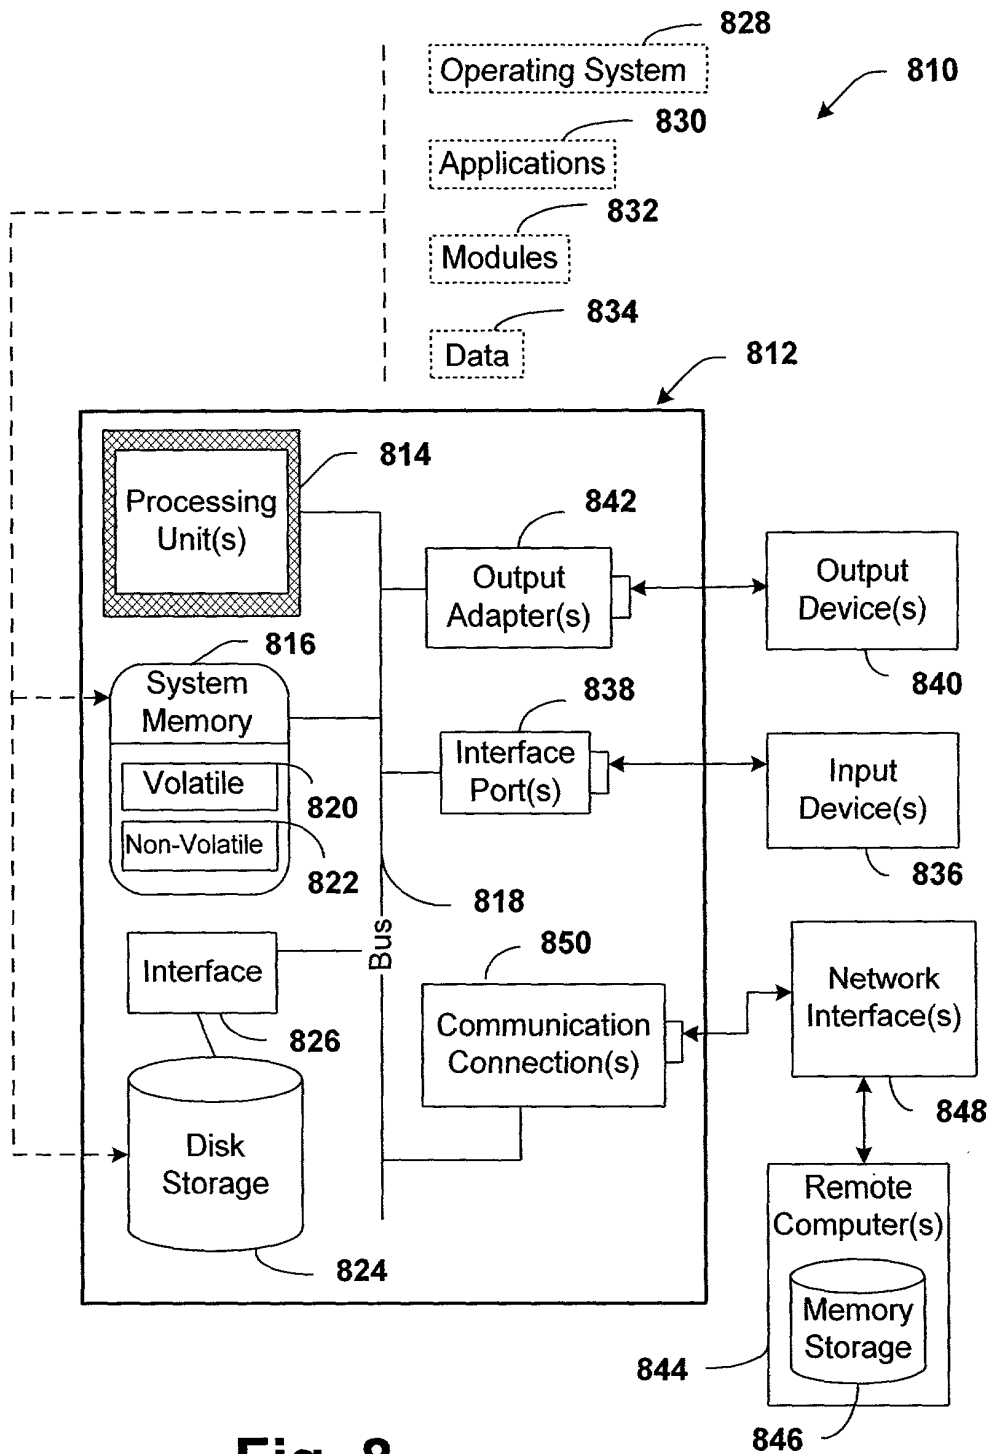 828
Operating System
810
830
Applications
832
Modules
834
Data
812
814
Processing
Unit(s)
842
Output
Adapter(s)
Output
Device(s)
840
816
System
Memory
838
Interface
Port(s)
Input
Device(s)
836
Volatile
820
Non-Volatile
822
818
Bus
850
Interface
826
Communication
Connection(s)
Network
Interface(s)
848
Disk
Storage
824
Remote
Computer(s)
Memory
Storage
844
846
Fig. 8